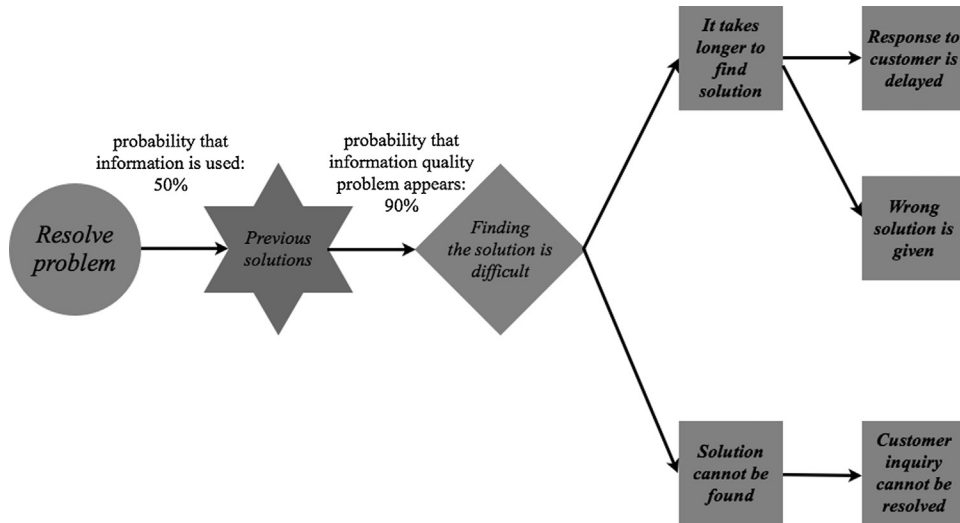 Resolve
problem
probability that
information is used:
50%
Previous
solutions
probability that
information quality
problem appears:
90%
Finding
the solution is
difficult
It takes
longer to
find
solution
Response to
customer is
delayed
Wrong
solution is
given
Solution
cannot be
found
Customer
inquiry
cannot be
resolved